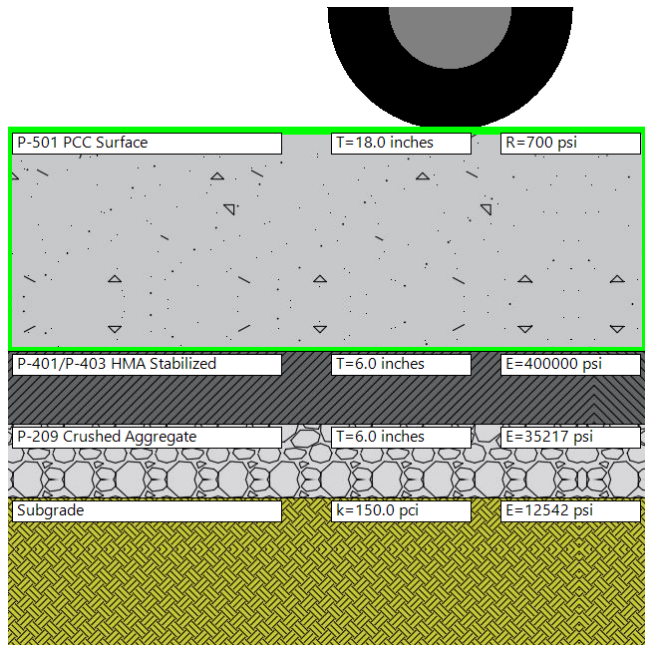 P-501 PCC Surface T=18.0 inches R=700 psi
P-401/P-403 HMA Stabilized T=6.0 inches E=400000 psi
P-209 Crushed Aggregate T=6.0 inches E=35217 psi
Subgrade k=150.0 pci E=12542 psi